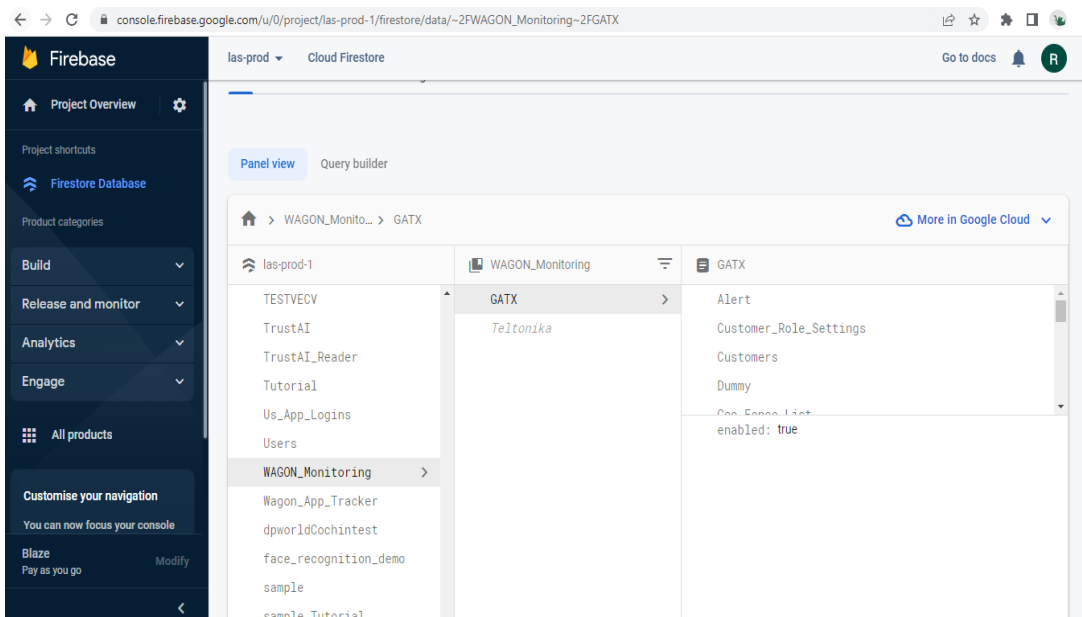 console.firebase.google.com/u/0/project/las-prod-1/firestore/data/~2FWAGON_Monitoring~2FGATX
Firebase
las-prod
Cloud Firestore
Go to docs
R
Project Overview
Project shortcuts
Firestore Database
Product categories
Build
Release and monitor
Analytics
Engage
All products
Customise your navigation
You can now focus your console
Blaze
Pay as you go
Modify
Panel view
Query builder
WAGON_Monito... > GATX
More in Google Cloud
las-prod-1
TESTVECV
TrustAI
TrustAI_Reader
Tutorial
Us_App_Logins
Users
WAGON_Monitoring
Wagon_App_Tracker
dpworldCochintest
face_recognition_demo
sample
sample_Tutorial
WAGON_Monitoring
GATX
Teltonika
GATX
Alert
Customer_Role_Settings
Customers
Dummy
enabled: true